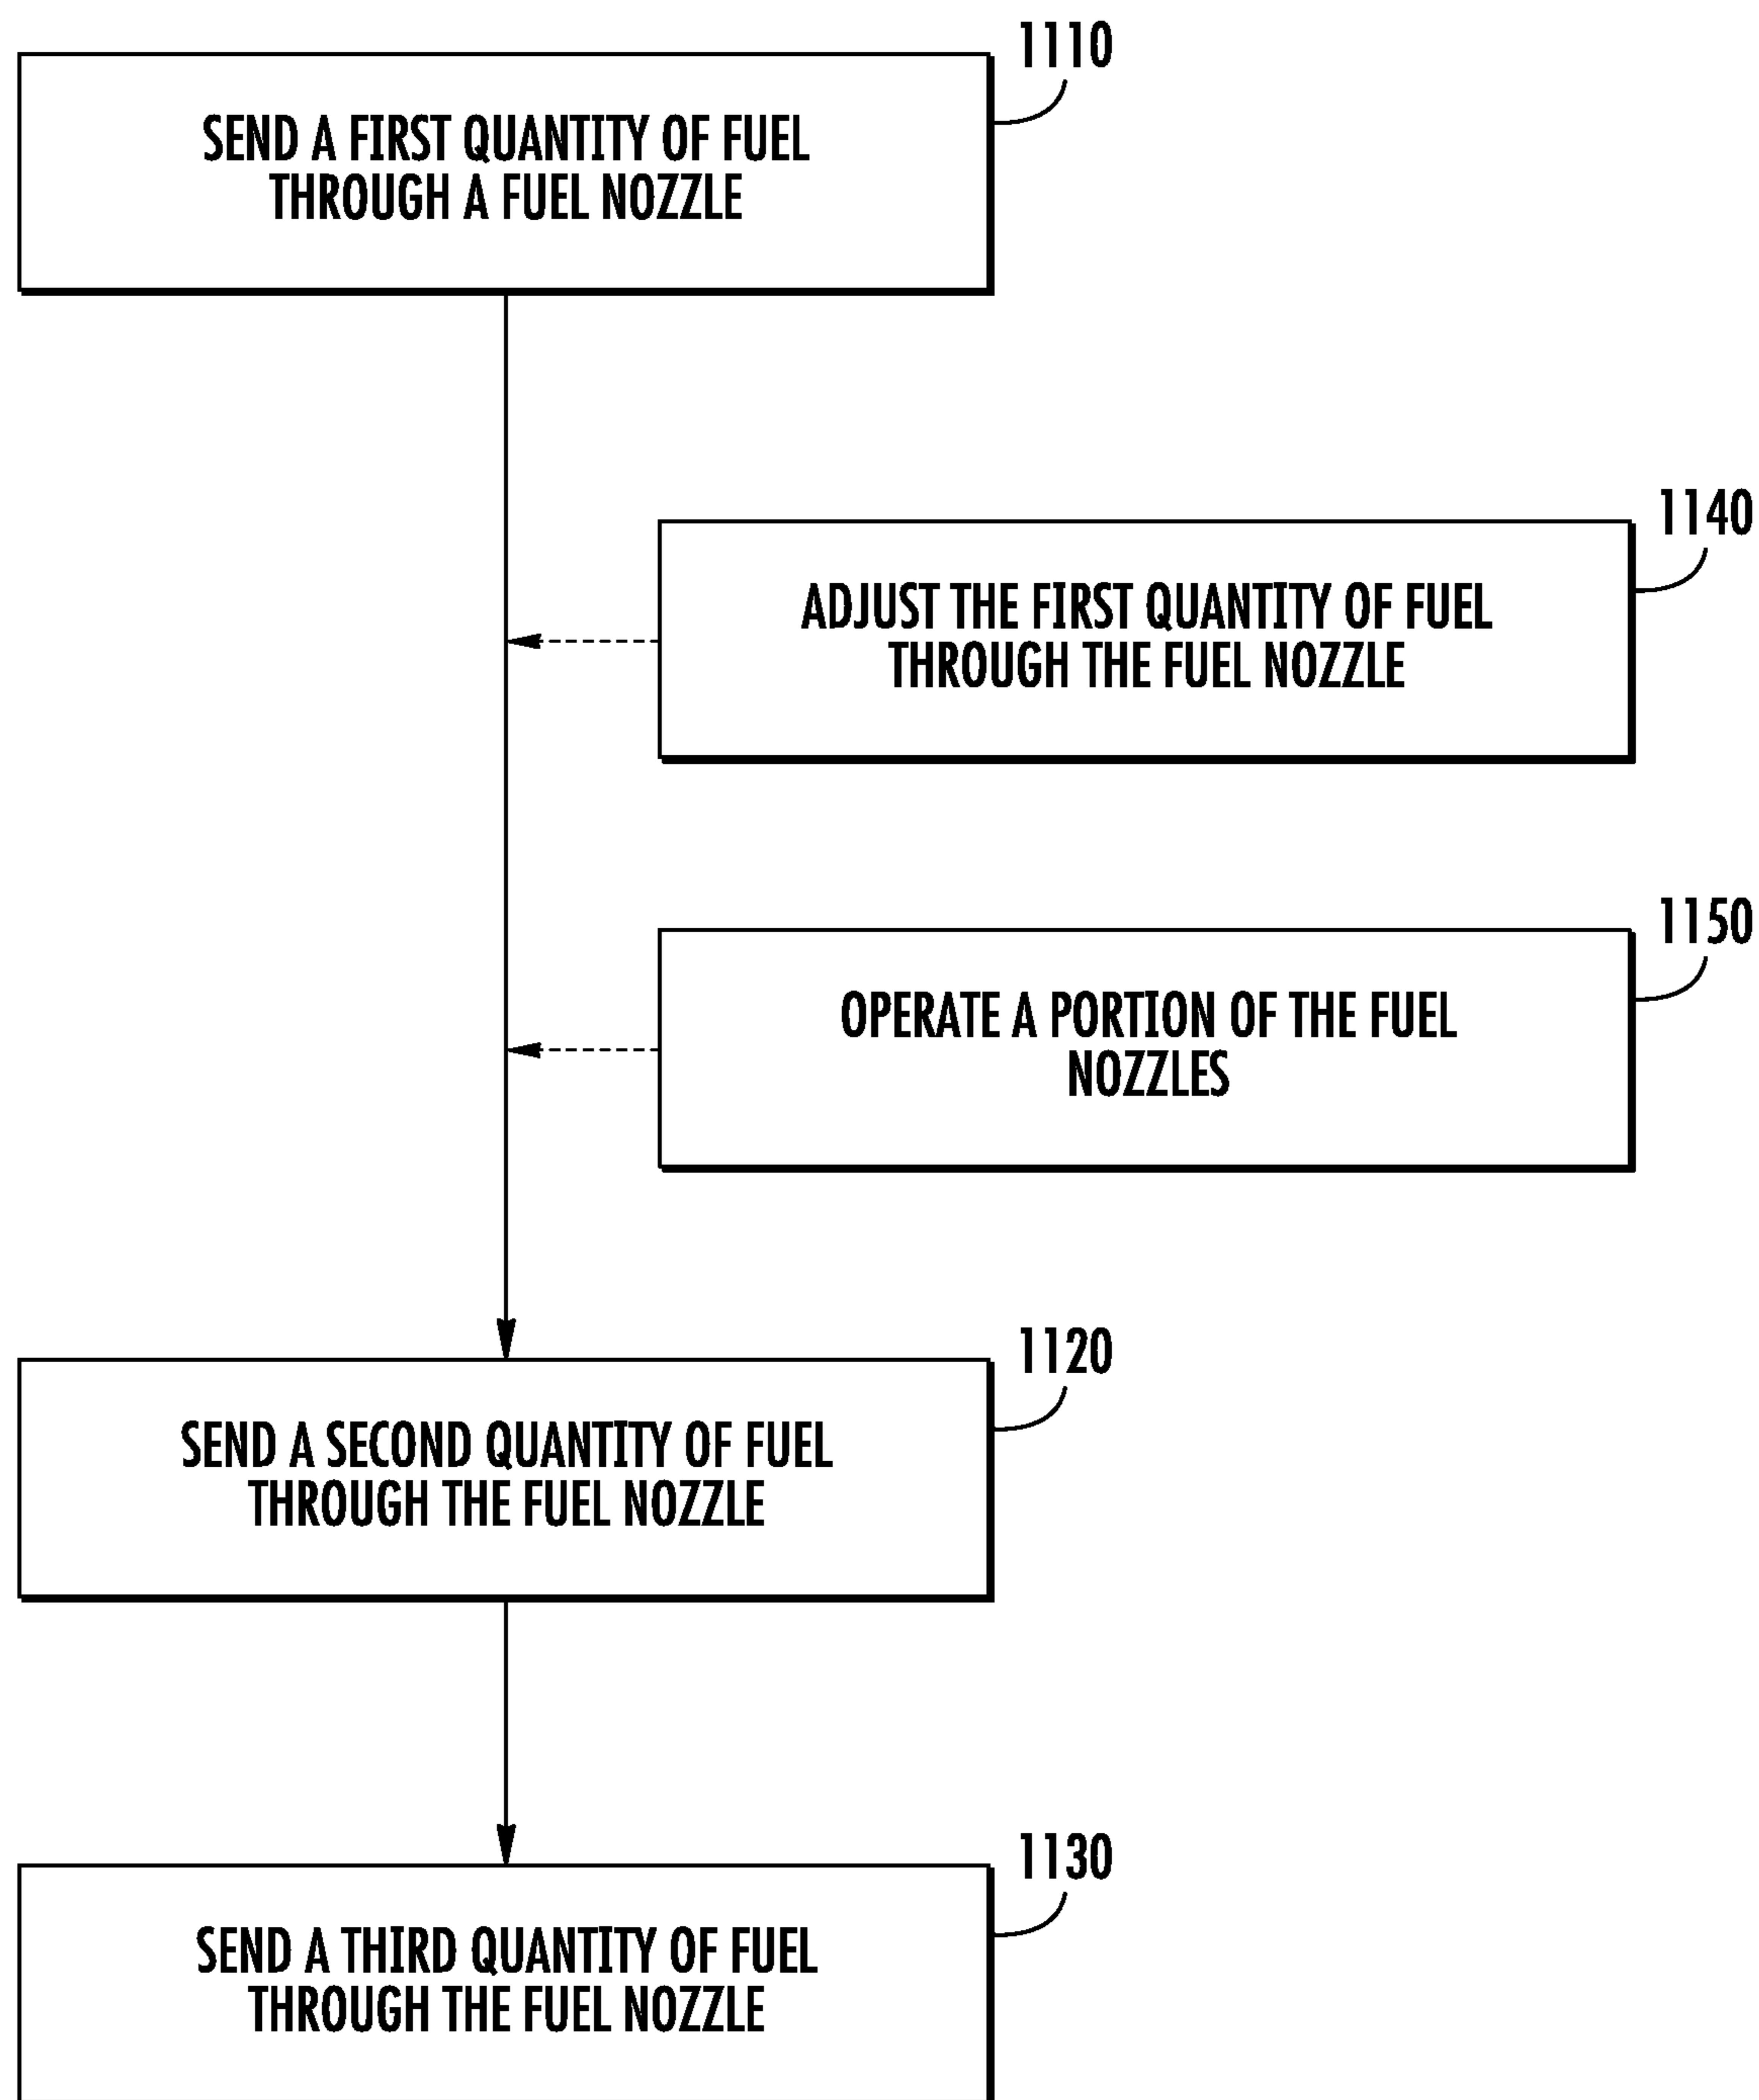 1110
SEND A FIRST QUANTITY OF FUEL
THROUGH A FUEL NOZZLE
1140
ADJUST THE FIRST QUANTITY OF FUEL
THROUGH THE FUEL NOZZLE
1150
OPERATE A PORTION OF THE FUEL
NOZZLES
1120
SEND A SECOND QUANTITY OF FUEL
THROUGH THE FUEL NOZZLE
1130
SEND A THIRD QUANTITY OF FUEL
THROUGH THE FUEL NOZZLE